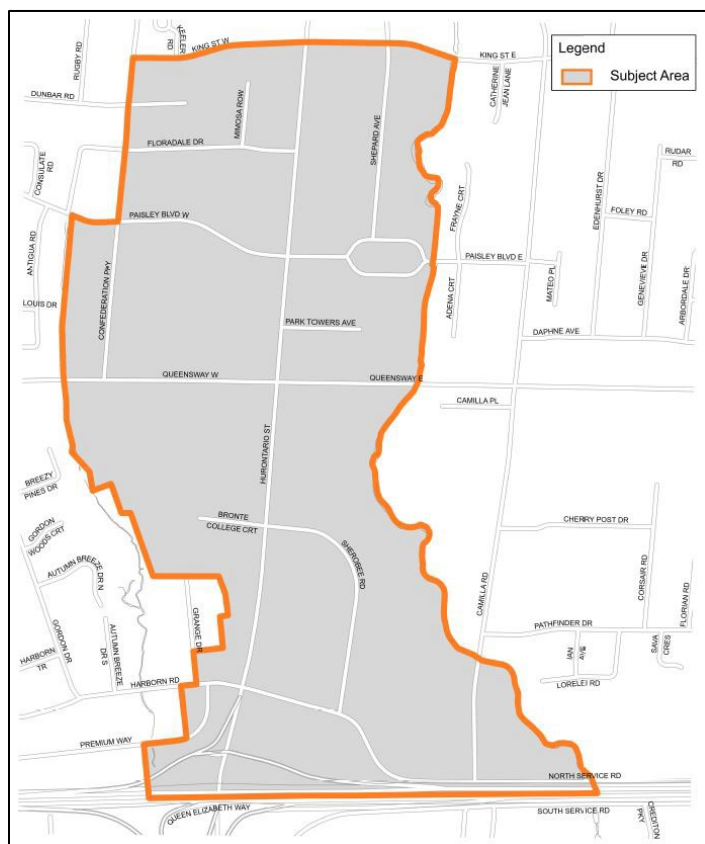 Legend
Subject Area
RUGBY RD
KEELER
RD
KING ST W
KING ST E
CATHERINE
JEAN LANE
DUNBAR RD
MIMOSA ROW
SHEPARD AVE
FLORADALE DR
CONSULATE
RD
RUDAR
RD
EDENHURST DR
FOLEY RD
FRAYNE CRT
PAISLEY BLVD W
PAISLEY BLVD E
ANTIGUA RD
CONFEDERATION PKY
ADENA CRT
MATEO PL
GENEVIEVE DR
ARBORDALE DR
LOUIS DR
PARK TOWERS AVE
DAPHNE AVE
QUEENSWAY W
QUEENSWAY E
CAMILLA PL
HURONTARIO ST
BREEZY
PINES DR
GORDON
WOODS CRT
BRONTE
COLLEGE CRT
CHERRY POST DR
SHEROBEE RD
AUTUMN BREEZE DR N
CAMILLA RD
CORSAIR RD
FLORIAN RD
GORDON DR
AUTUMN BREEZE
DR S
GRANGE DR
PATHFINDER DR
IAN
AVE
SAVA
CRES
HARBORN
TR
HARBORN RD
LORELEI RD
PREMIUM WAY
NORTH SERVICE RD
QUEEN ELIZABETH WAY
SOUTH SERVICE RD
CREDITON
PKY